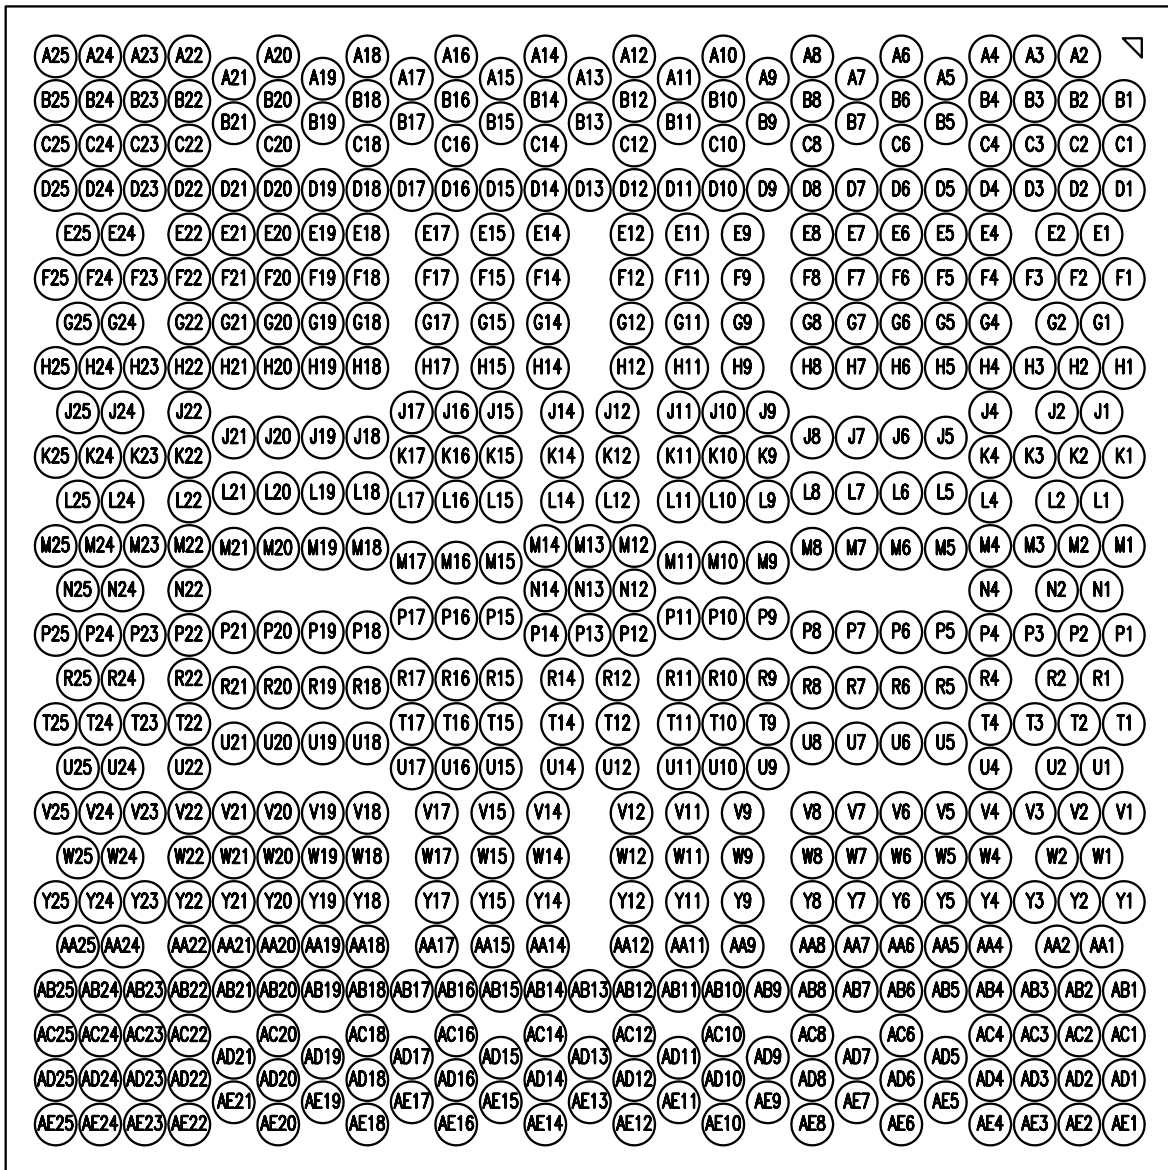 A25 A24 A23 A22 A20 A18 A16 A14 A12 A10 A8 A6 A4 A3 A2
A21 A19 A17 A15 A13 A11 A9 A7 A5
B25 B24 B23 B22 B20 B18 B16 B14 B12 B10 B8 B6 B4 B3 B2 B1
B21 B19 B17 B15 B13 B11 B9 B7 B5
C25 C24 C23 C22 C20 C18 C16 C14 C12 C10 C8 C6 C4 C3 C2 C1
D25 D24 D23 D22 D21 D20 D19 D18 D17 D16 D15 D14 D13 D12 D11 D10 D9 D8 D7 D6 D5 D4 D3 D2 D1
E25 E24 E22 E21 E20 E19 E18 E17 E15 E14 E12 E11 E9 E8 E7 E6 E5 E4 E2 E1
F25 F24 F23 F22 F21 F20 F19 F18 F17 F15 F14 F12 F11 F9 F8 F7 F6 F5 F4 F3 F2 F1
G25 G24 G22 G21 G20 G19 G18 G17 G15 G14 G12 G11 G9 G8 G7 G6 G5 G4 G2 G1
H25 H24 H23 H22 H21 H20 H19 H18 H17 H15 H14 H12 H11 H9 H8 H7 H6 H5 H4 H3 H2 H1
J25 J24 J22 J17 J16 J15 J14 J12 J11 J10 J9 J4 J2 J1
J21 J20 J19 J18 J8 J7 J6 J5
K25 K24 K23 K22 K17 K16 K15 K14 K12 K11 K10 K9 K4 K3 K2 K1
L21 L20 L19 L18 L8 L7 L6 L5
L25 L24 L22 L17 L16 L15 L14 L12 L11 L10 L9 L4 L2 L1
M25 M24 M23 M22 M21 M20 M19 M18 M14 M13 M12 M8 M7 M6 M5 M4 M3 M2 M1
M17 M16 M15 M11 M10 M9
N25 N24 N22 N14 N13 N12 N4 N2 N1
P17 P16 P15 P11 P10 P9
P25 P24 P23 P22 P21 P20 P19 P18 P14 P13 P12 P8 P7 P6 P5 P4 P3 P2 P1
R25 R24 R22 R21 R20 R19 R18 R17 R16 R15 R14 R12 R11 R10 R9 R8 R7 R6 R5 R4 R2 R1
T25 T24 T23 T22 T17 T16 T15 T14 T12 T11 T10 T9 T4 T3 T2 T1
U21 U20 U19 U18 U8 U7 U6 U5
U25 U24 U22 U17 U16 U15 U14 U12 U11 U10 U9 U4 U2 U1
V25 V24 V23 V22 V21 V20 V19 V18 V17 V15 V14 V12 V11 V9 V8 V7 V6 V5 V4 V3 V2 V1
W25 W24 W22 W21 W20 W19 W18 W17 W15 W14 W12 W11 W9 W8 W7 W6 W5 W4 W2 W1
Y25 Y24 Y23 Y22 Y21 Y20 Y19 Y18 Y17 Y15 Y14 Y12 Y11 Y9 Y8 Y7 Y6 Y5 Y4 Y3 Y2 Y1
AA25 AA24 AA22 AA21 AA20 AA19 AA18 AA17 AA15 AA14 AA12 AA11 AA9 AA8 AA7 AA6 AA5 AA4 AA2 AA1
AB25 AB24 AB23 AB22 AB21 AB20 AB19 AB18 AB17 AB16 AB15 AB14 AB13 AB12 AB11 AB10 AB9 AB8 AB7 AB6 AB5 AB4 AB3 AB2 AB1
AC25 AC24 AC23 AC22 AC20 AC18 AC16 AC14 AC12 AC10 AC8 AC6 AC4 AC3 AC2 AC1
AD21 AD19 AD17 AD15 AD13 AD11 AD9 AD7 AD5
AD25 AD24 AD23 AD22 AD20 AD18 AD16 AD14 AD12 AD10 AD8 AD6 AD4 AD3 AD2 AD1
AE21 AE19 AE17 AE15 AE13 AE11 AE9 AE7 AE5
AE25 AE24 AE23 AE22 AE20 AE18 AE16 AE14 AE12 AE10 AE8 AE6 AE4 AE3 AE2 AE1